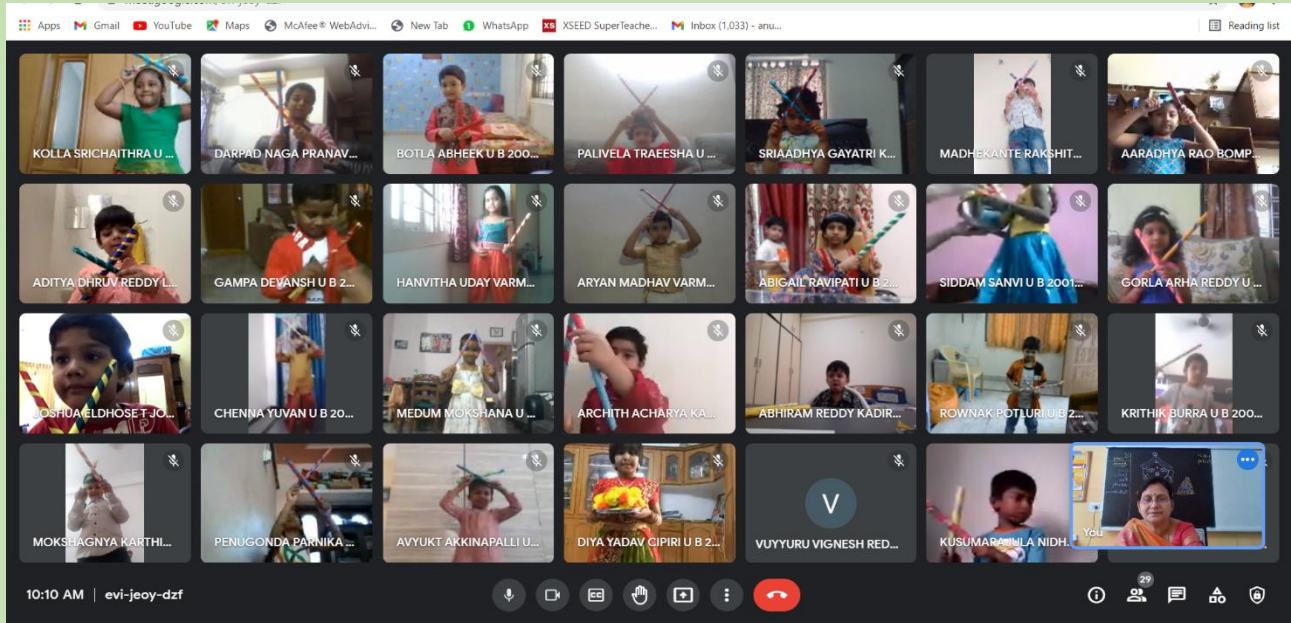 Apps Gmail YouTube Maps McAfee® WebAdvi... New Tab WhatsApp XSEED SuperTeache... Inbox (1,033) - anu... Reading list
KOLLA SRICHAITHRA U ... DARPAD NAGA PRANAV... BOTLA ABHEEK U B 200... PALIVELA TRAEESHA U ... SRIAADHYA GAYATRI K... MADHEKANTE RAKSHIT... AARADHYA RAO BOMP...
ADITYA DHRUV REDDY L... GAMPA DEVANSH U B 2... HANVITHA UDAY VARM... ARYAN MADHAV VARM... ABIGAIL RAVIPATI U B 2... SIDDAM SANVI U B 2001... GORLA ARHA REDDY U ...
JOSHUA ELDHOSE T JO... CHENNA YUVAN U B 20... MEDUM MOKSHANA U ... ARCHITH ACHARYA KA... ABHIRAM REDDY KADIR... ROWNAK POTLURI U B 2... KRITHIK BURRA U B 200...
V
You
MOKSHAGNYA KARTHI... PENUGONDA PARNIKA ... AVYUKT AKKINAPALLI U... DIYA YADAV CIPIRI U B 2... VUYYURU VIGNESH RED... KUSUMARAJULA NIDH...
29
10:10 AM | evi-jeoy-dzf